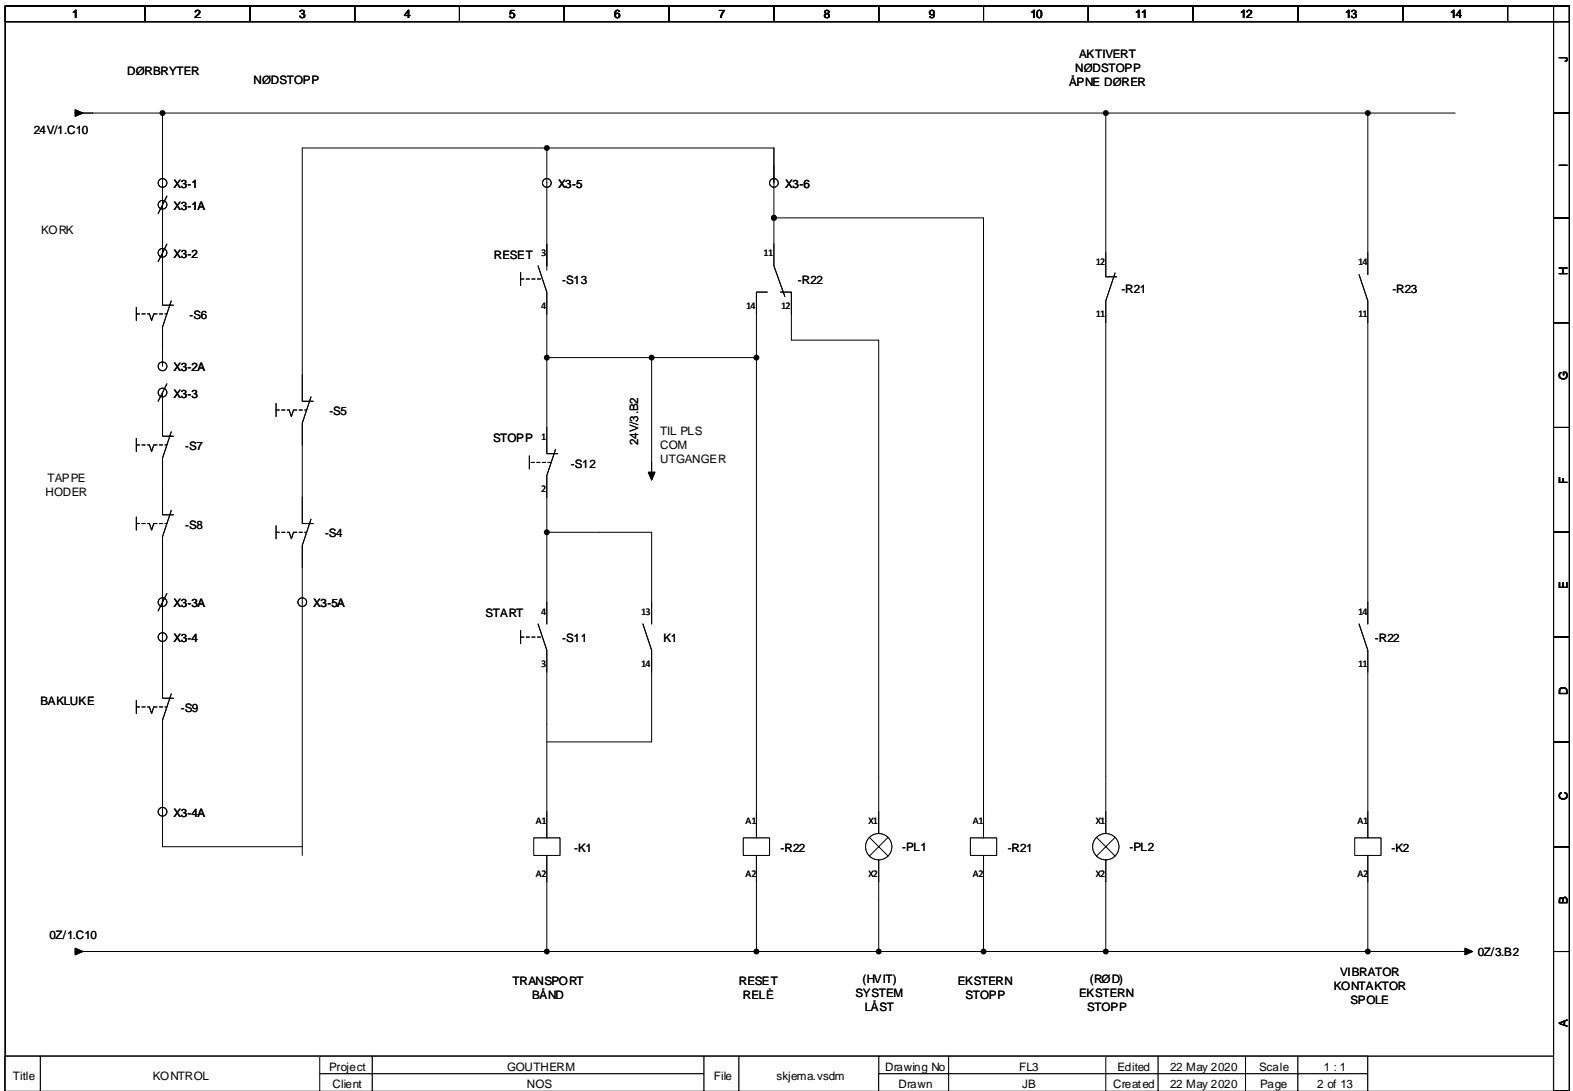 1 2 3 4 5 6 7 8 9 10 11 12 13 14
J
I
H
G
F
E
D
C
B
A
DØRBRYTER
NØDSTOPP
AKTIVERT
NØDSTOPP
ÅPNE DØRER
24V/1.C10
X3-1
X3-1A
KORK
X3-2
-S6
X3-2A
X3-3
-S7
TAPPE
HODER
-S8
X3-3A
X3-4
BAKLUKE
-S9
X3-4A
-S5
-S4
X3-5A
X3-5
RESET
3
-S13
4
STOPP
1
-S12
2
START
4
-S11
3
13
K1
14
24V/3.B2
TIL PLS
COM
UTGANGER
X3-6
11
-R22
14
12
12
-R21
11
14
-R23
11
14
-R22
11
A1
-K1
A2
A1
-R22
A2
X1
-PL1
X2
A1
-R21
A2
X1
-PL2
X2
A1
-K2
A2
0Z/1.C10
0Z/3.B2
TRANSPORT
BÅND
RESET
RELÈ
(HVIT)
SYSTEM
LÅST
EKSTERN
STOPP
(RØD)
EKSTERN
STOPP
VIBRATOR
KONTAKTOR
SPOLE
Title KONTROL
Project GOUTHERM
Client NOS
File skjema.vsdm
Drawing No FL3
Drawn JB
Edited 22 May 2020
Created 22 May 2020
Scale 1 : 1
Page 2 of 13